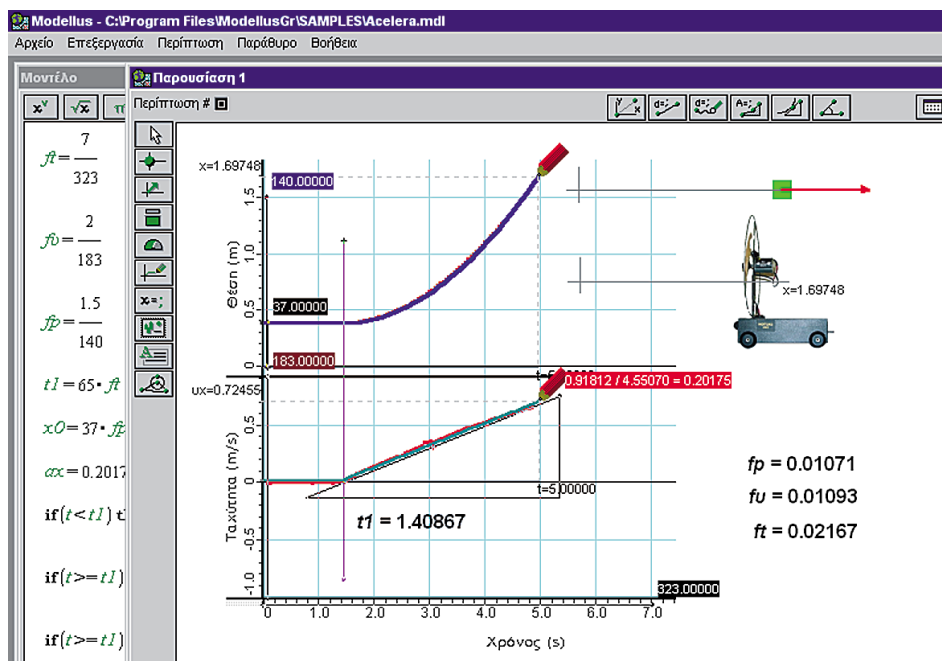 Modellus - C:\Program Files\ModellusGr\SAMPLES\Acelera.mdl
Αρχείο Επεξεργασία Περίπτωση Παράθυρο Βοήθεια
Μοντέλο
Παρουσίαση 1
Περίπτωση #
ft = 7/323
fυ = 2/183
fp = 1.5/140
t1 = 65 · ft
x0 = 37 · fp
ax = 0.2017
if(t<t1) t
if(t>=t1)
if(t>=t1)
x=1.69748
140.00000
1.5
1.0
Θέση (m)
37.00000
0.5
183.00000
0
x=1.69748
υx=0.72455
0.91812 / 4.55070 = 0.20175
0.5
Ταχύτητα (m/s)
0
t=5.00000
t1 = 1.40867
-0.5
-1.0
323.00000
0 1.0 2.0 3.0 4.0 5.0 6.0 7.0
Χρόνος (s)
fp = 0.01071
fυ = 0.01093
ft = 0.02167